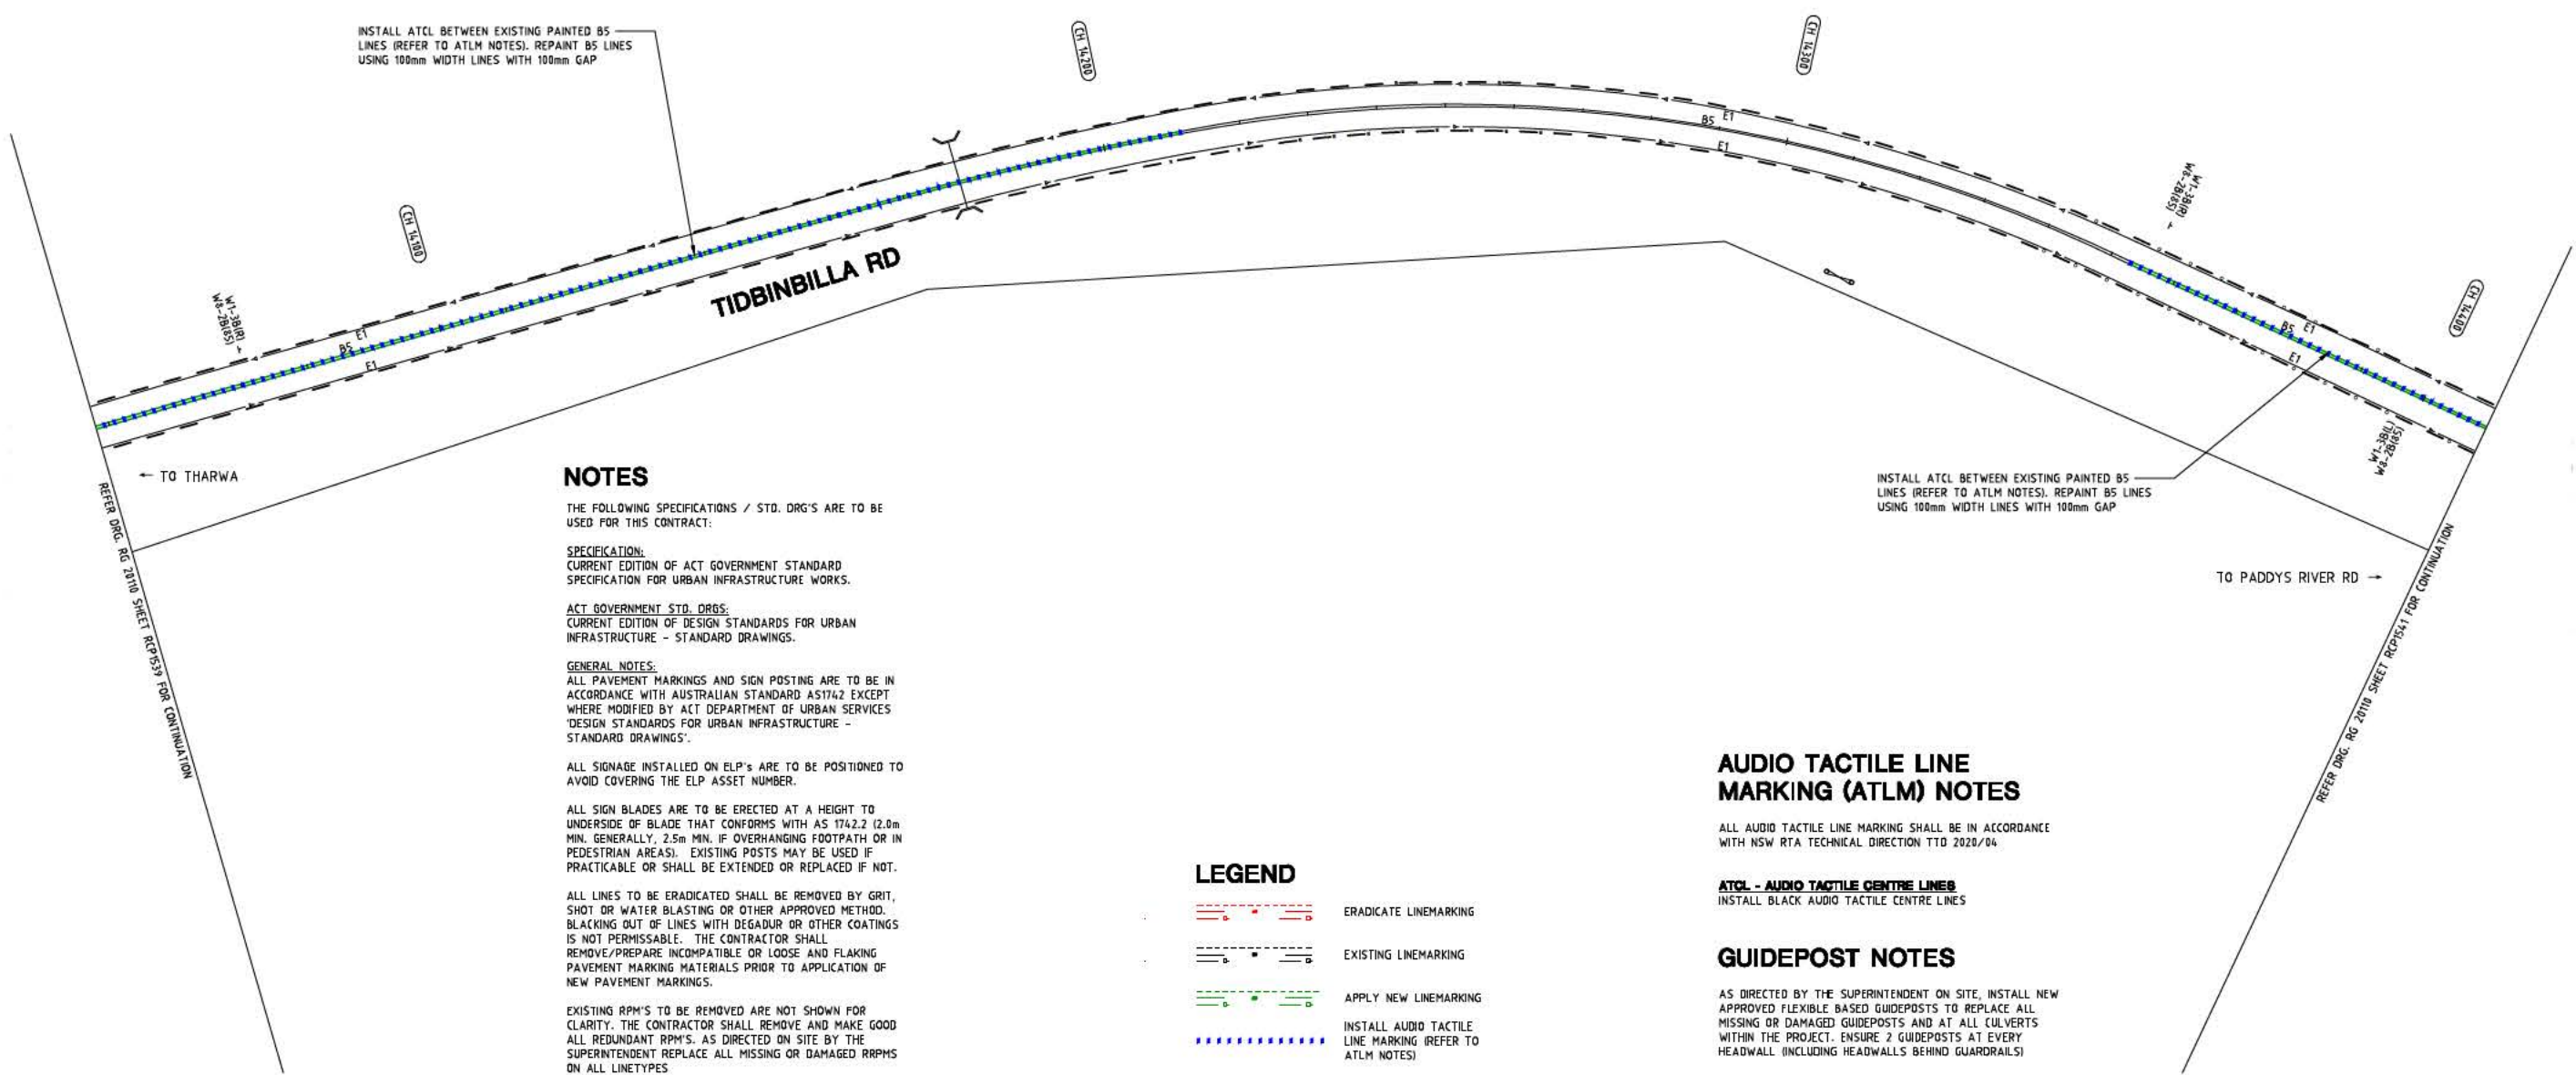 INSTALL ATCL BETWEEN EXISTING PAINTED B5
LINES (REFER TO ATLM NOTES). REPAINT B5 LINES
USING 100mm WIDTH LINES WITH 100mm GAP
CH 14100
CH 14200
CH 14300
CH 14400
W1-3B(R)
W8-2B(85)
B5
E1
E1
TIDBINBILLA RD
B5
E1
E1
W1-3B(R)
W8-2B(85)
B5
E1
E1
W1-3B(L)
W8-2B(85)
← TO THARWA
REFER DRG. RG 20110 SHEET RCP1539 FOR CONTINUATION
INSTALL ATCL BETWEEN EXISTING PAINTED B5
LINES (REFER TO ATLM NOTES). REPAINT B5 LINES
USING 100mm WIDTH LINES WITH 100mm GAP
TO PADDYS RIVER RD →
REFER DRG. RG 20110 SHEET RCP1541 FOR CONTINUATION
NOTES
THE FOLLOWING SPECIFICATIONS / STD. DRG'S ARE TO BE
USED FOR THIS CONTRACT:
SPECIFICATION:
CURRENT EDITION OF ACT GOVERNMENT STANDARD
SPECIFICATION FOR URBAN INFRASTRUCTURE WORKS.
ACT GOVERNMENT STD. DRGS:
CURRENT EDITION OF DESIGN STANDARDS FOR URBAN
INFRASTRUCTURE - STANDARD DRAWINGS.
GENERAL NOTES:
ALL PAVEMENT MARKINGS AND SIGN POSTING ARE TO BE IN
ACCORDANCE WITH AUSTRALIAN STANDARD AS1742 EXCEPT
WHERE MODIFIED BY ACT DEPARTMENT OF URBAN SERVICES
'DESIGN STANDARDS FOR URBAN INFRASTRUCTURE -
STANDARD DRAWINGS'.
ALL SIGNAGE INSTALLED ON ELP's ARE TO BE POSITIONED TO
AVOID COVERING THE ELP ASSET NUMBER.
ALL SIGN BLADES ARE TO BE ERECTED AT A HEIGHT TO
UNDERSIDE OF BLADE THAT CONFORMS WITH AS 1742.2 (2.0m
MIN. GENERALLY, 2.5m MIN. IF OVERHANGING FOOTPATH OR IN
PEDESTRIAN AREAS). EXISTING POSTS MAY BE USED IF
PRACTICABLE OR SHALL BE EXTENDED OR REPLACED IF NOT.
ALL LINES TO BE ERADICATED SHALL BE REMOVED BY GRIT,
SHOT OR WATER BLASTING OR OTHER APPROVED METHOD.
BLACKING OUT OF LINES WITH DEGADUR OR OTHER COATINGS
IS NOT PERMISSABLE. THE CONTRACTOR SHALL
REMOVE/PREPARE INCOMPATIBLE OR LOOSE AND FLAKING
PAVEMENT MARKING MATERIALS PRIOR TO APPLICATION OF
NEW PAVEMENT MARKINGS.
EXISTING RPM'S TO BE REMOVED ARE NOT SHOWN FOR
CLARITY. THE CONTRACTOR SHALL REMOVE AND MAKE GOOD
ALL REDUNDANT RPM'S. AS DIRECTED ON SITE BY THE
SUPERINTENDENT REPLACE ALL MISSING OR DAMAGED RRPMS
ON ALL LINETYPES
LEGEND
ERADICATE LINEMARKING
EXISTING LINEMARKING
APPLY NEW LINEMARKING
INSTALL AUDIO TACTILE
LINE MARKING (REFER TO
ATLM NOTES)
AUDIO TACTILE LINE
MARKING (ATLM) NOTES
ALL AUDIO TACTILE LINE MARKING SHALL BE IN ACCORDANCE
WITH NSW RTA TECHNICAL DIRECTION TTD 2020/04
ATCL - AUDIO TACTILE CENTRE LINES
INSTALL BLACK AUDIO TACTILE CENTRE LINES
GUIDEPOST NOTES
AS DIRECTED BY THE SUPERINTENDENT ON SITE, INSTALL NEW
APPROVED FLEXIBLE BASED GUIDEPOSTS TO REPLACE ALL
MISSING OR DAMAGED GUIDEPOSTS AND AT ALL CULVERTS
WITHIN THE PROJECT. ENSURE 2 GUIDEPOSTS AT EVERY
HEADWALL (INCLUDING HEADWALLS BEHIND GUARDRAILS)